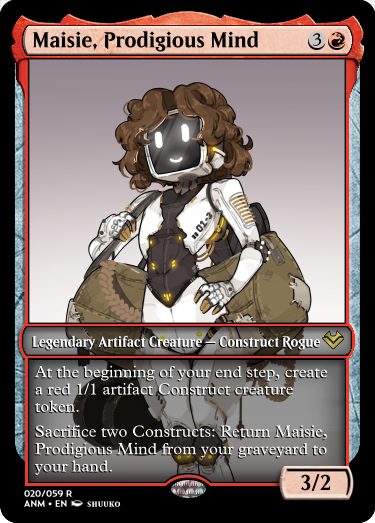 Maisie, Prodigious Mind 3
n 01-3
Legendary Artifact Creature — Construct Rogue
At the beginning of your end step, create
a red 1/1 artifact Construct creature
token.
Sacrifice two Constructs: Return Maisie,
Prodigious Mind from your graveyard to
your hand.
3/2
020/059 R
ANM • EN SHUUKO